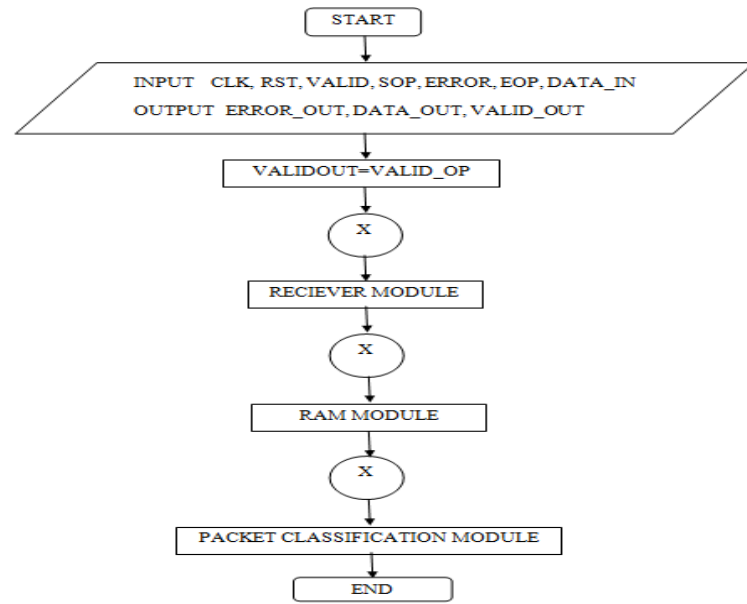 START
INPUT CLK, RST, VALID, SOP, ERROR, EOP, DATA_IN
OUTPUT ERROR_OUT, DATA_OUT, VALID_OUT
VALIDOUT=VALID_OP
X
RECIEVER MODULE
X
RAM MODULE
X
PACKET CLASSIFICATION MODULE
END